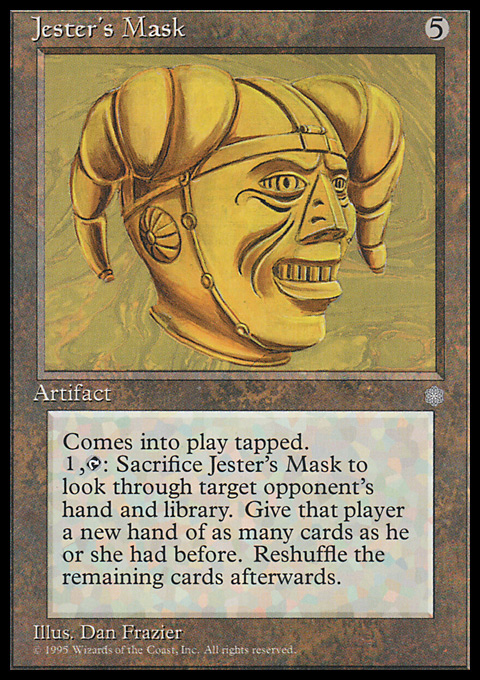 Jester's Mask 5
Artifact
Comes into play tapped.
1, : Sacrifice Jester's Mask to
look through target opponent's
hand and library. Give that player
a new hand of as many cards as he
or she had before. Reshuffle the
remaining cards afterwards.
Illus. Dan Frazier
© 1995 Wizards of the Coast, Inc. All rights reserved.